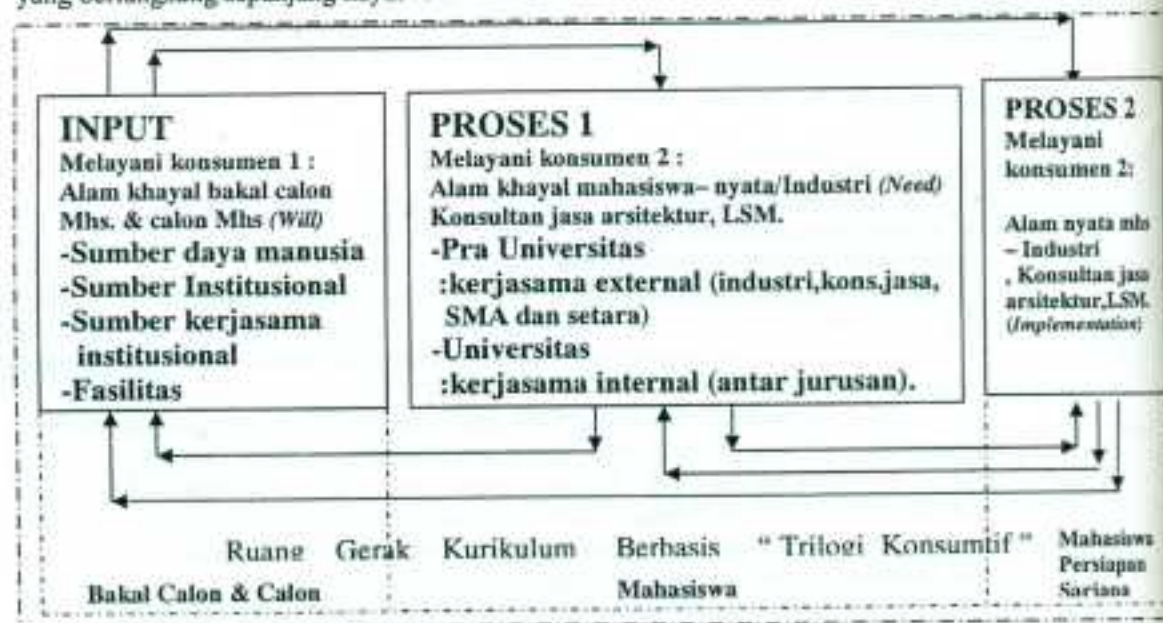 INPUT
Melayani konsumen 1 :
Alam khayal bakal calon
Mhs. & calon Mhs (Will)
-Sumber daya manusia
-Sumber Institusional
-Sumber kerjasama
institusional
-Fasilitas
PROSES 1
Melayani konsumen 2 :
Alam khayal mahasiswa– nyata/Industri (Need)
Konsultan jasa arsitektur, LSM.
-Pra Universitas
:kerjasama external (industri,kons.jasa,
SMA dan setara)
-Universitas
:kerjasama internal (antar jurusan).
PROSES 2
Melayani
konsumen 2:
Alam nyata mhs
– Industri
, Konsultan jasa
arsitektur,LSM.
(Implementation)
Ruang Gerak Kurikulum Berbasis "Trilogi Konsumtif"
Bakal Calon & Calon
Mahasiswa
Mahasiswa
Persiapan
Sarjana